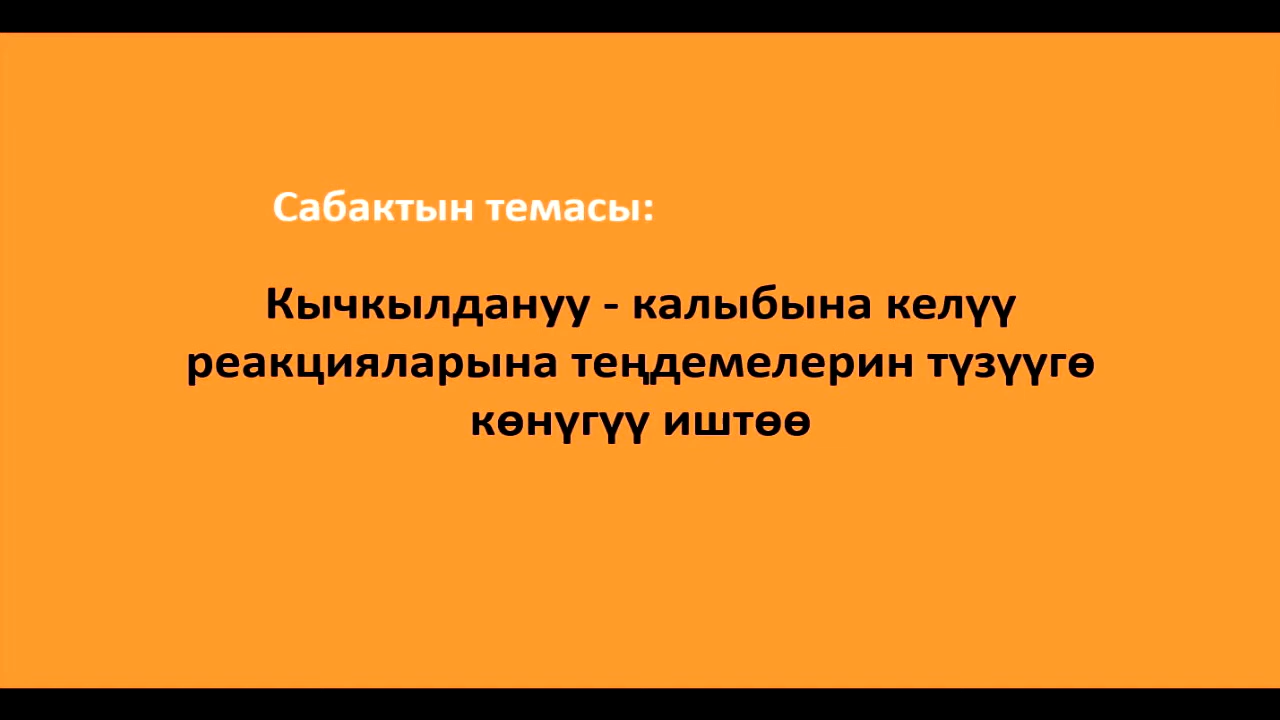 Сабактын темасы:
Кычкылдануу - калыбына келүү
реакцияларына теңдемелерин түзүүгө
көнүгүү иштөө